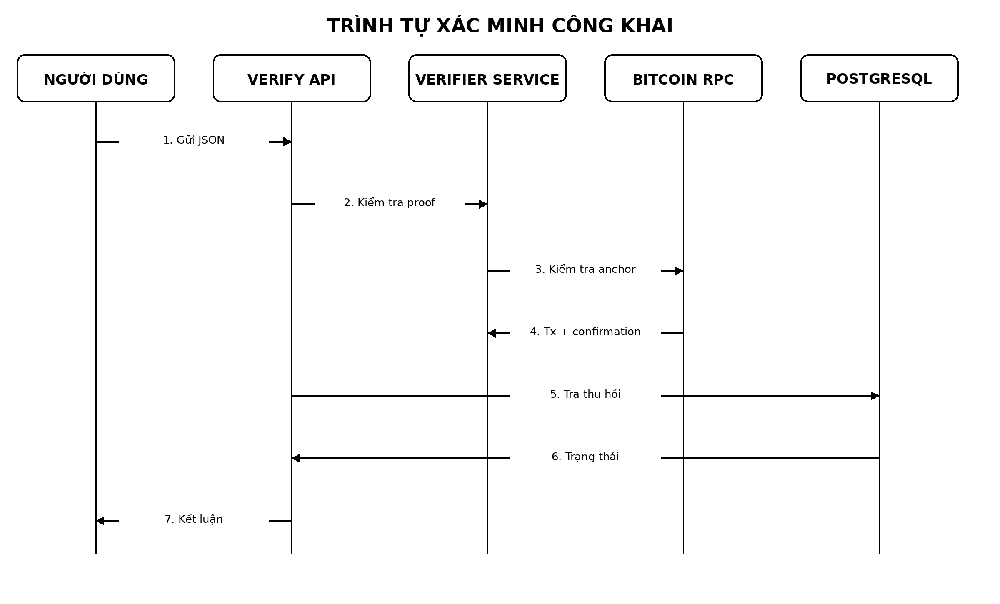 TRÌNH TỰ XÁC MINH CÔNG KHAI
NGƯỜI DÙNG
VERIFY API
VERIFIER SERVICE
BITCOIN RPC
POSTGRESQL
1. Gửi JSON
2. Kiểm tra proof
3. Kiểm tra anchor
4. Tx + confirmation
5. Tra thu hồi
6. Trạng thái
7. Kết luận